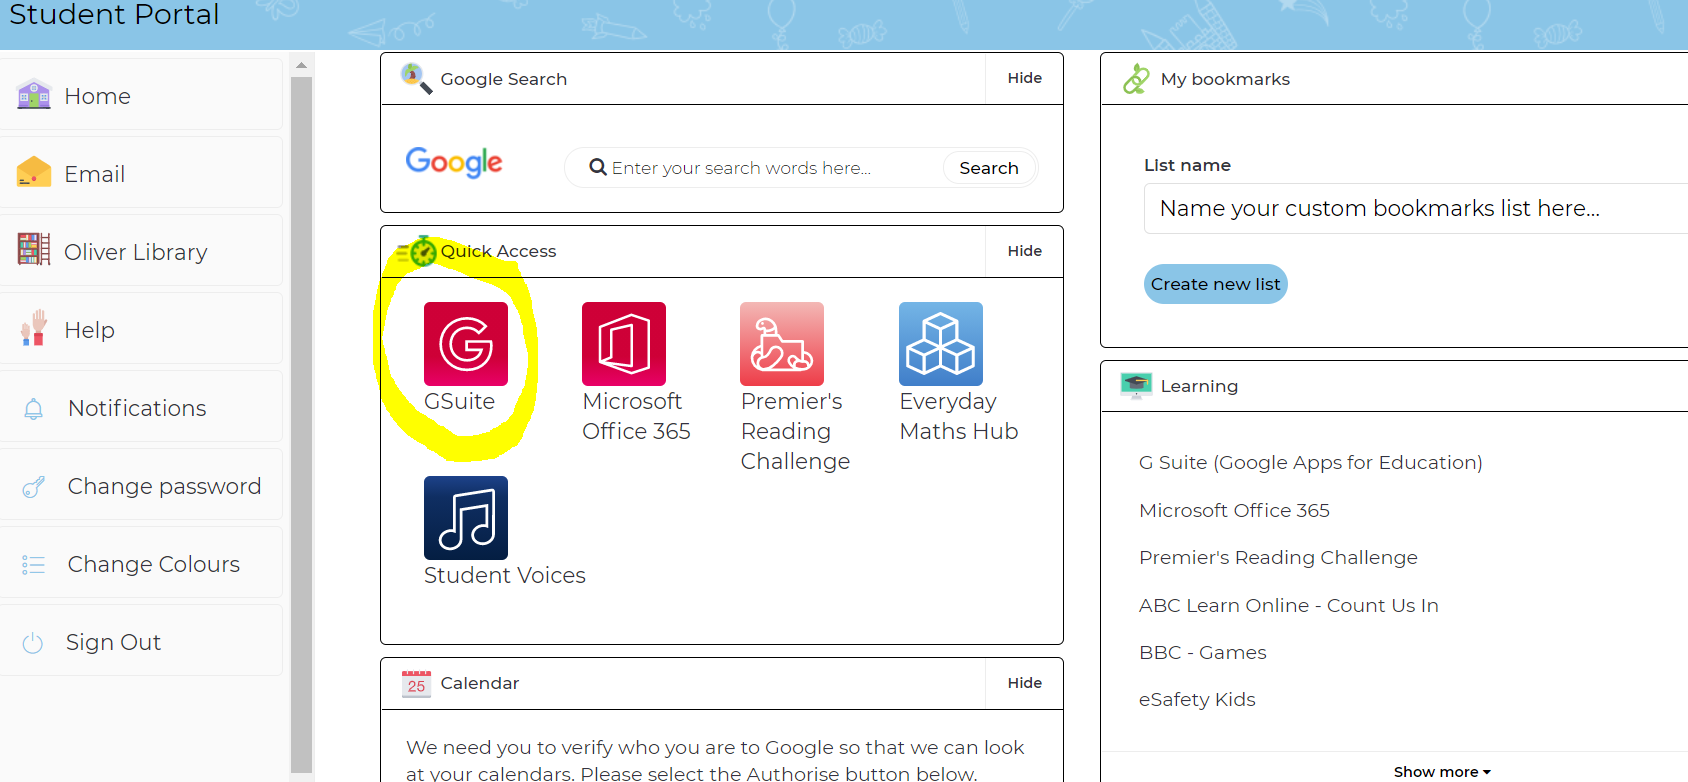 Student Portal
Home
Email
Oliver Library
Help
Notifications
Change password
Change Colours
Sign Out
Google Search
Hide
Google
Enter your search words here...
Search
Quick Access
Hide
GSuite
Microsoft
Office 365
Premier's
Reading
Challenge
Everyday
Maths Hub
Student Voices
25
Calendar
Hide
We need you to verify who you are to Google so that we can look
at your calendars. Please select the Authorise button below.
My bookmarks
List name
Name your custom bookmarks list here...
Create new list
Learning
G Suite (Google Apps for Education)
Microsoft Office 365
Premier's Reading Challenge
ABC Learn Online - Count Us In
BBC - Games
eSafety Kids
Show more